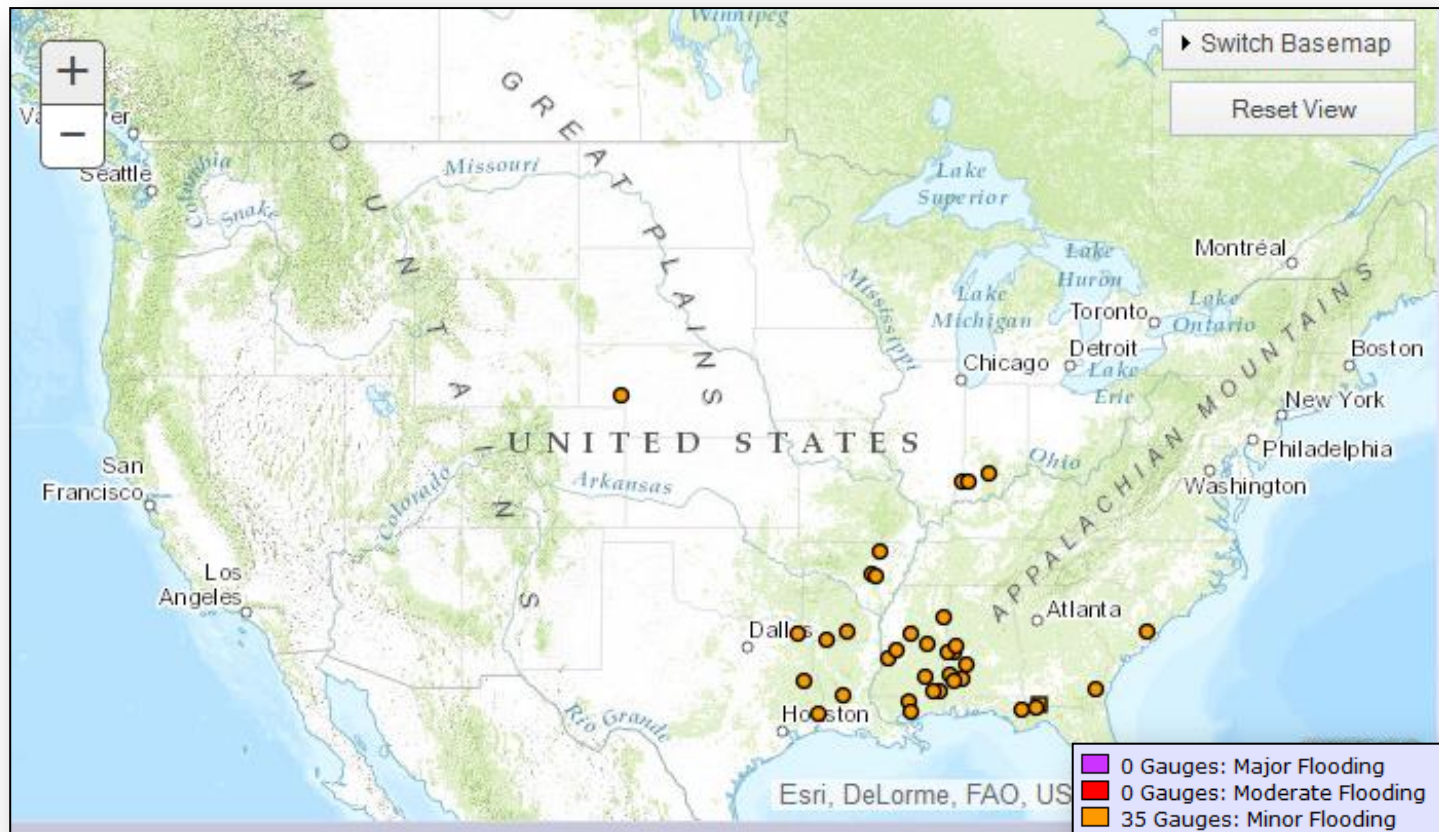 Winnipeg
+
−
Switch Basemap
Reset View
Vancouver
Seattle
Columbia
Snake
Missouri
MOUNTAINS
GREAT PLAINS
Lake
Superior
Montréal
Lake
Hurōn
Lake
Michigan
Mississippi
Toronto
Lake
Ontario
Chicago
Detroit
Lake
Erie
Boston
New York
Philadelphia
Washington
APPALACHIAN MOUNTAINS
UNITED STATES
Ohio
San
Francisco
Colorado
Arkansas
Los
Angeles
Dallas
Atlanta
Rio Grande
Houston
Esri, DeLorme, FAO, US
0 Gauges: Major Flooding
0 Gauges: Moderate Flooding
35 Gauges: Minor Flooding